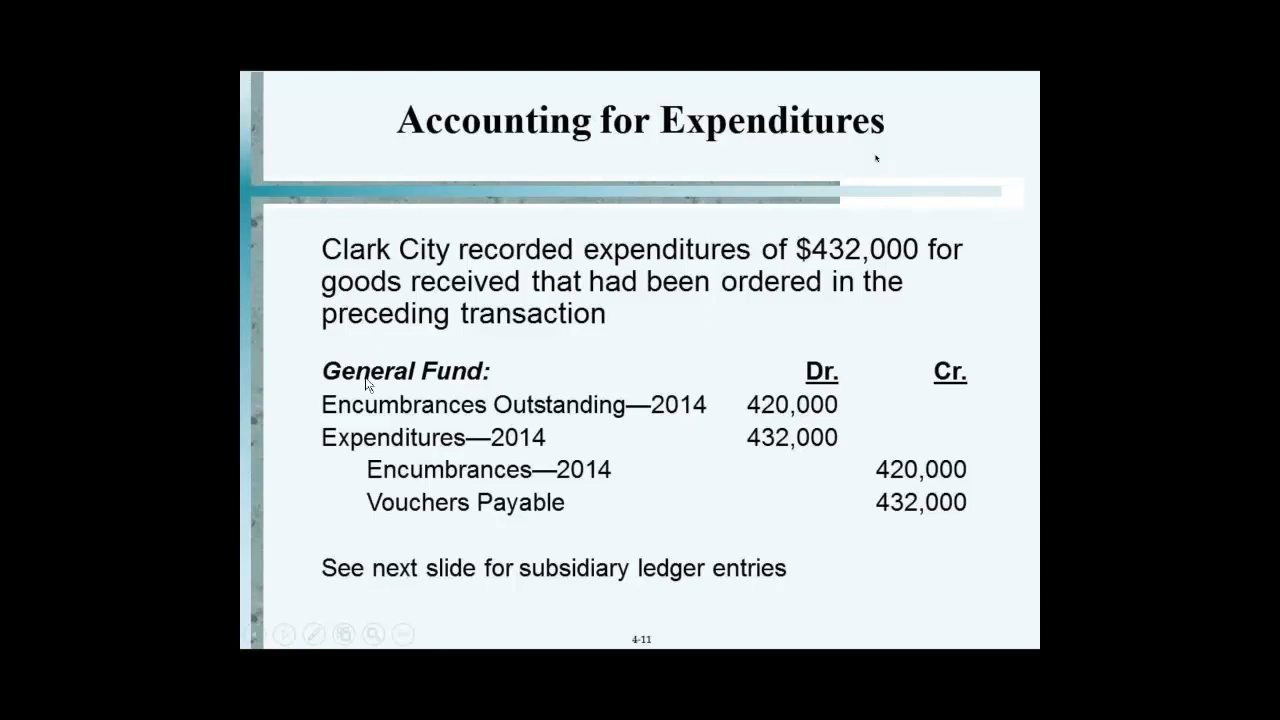 Accounting for Expenditures
Clark City recorded expenditures of $432,000 for
goods received that had been ordered in the
preceding transaction
General Fund: Dr. Cr.
Encumbrances Outstanding—2014 420,000
Expenditures—2014 432,000
Encumbrances—2014 420,000
Vouchers Payable 432,000
See next slide for subsidiary ledger entries
4-11